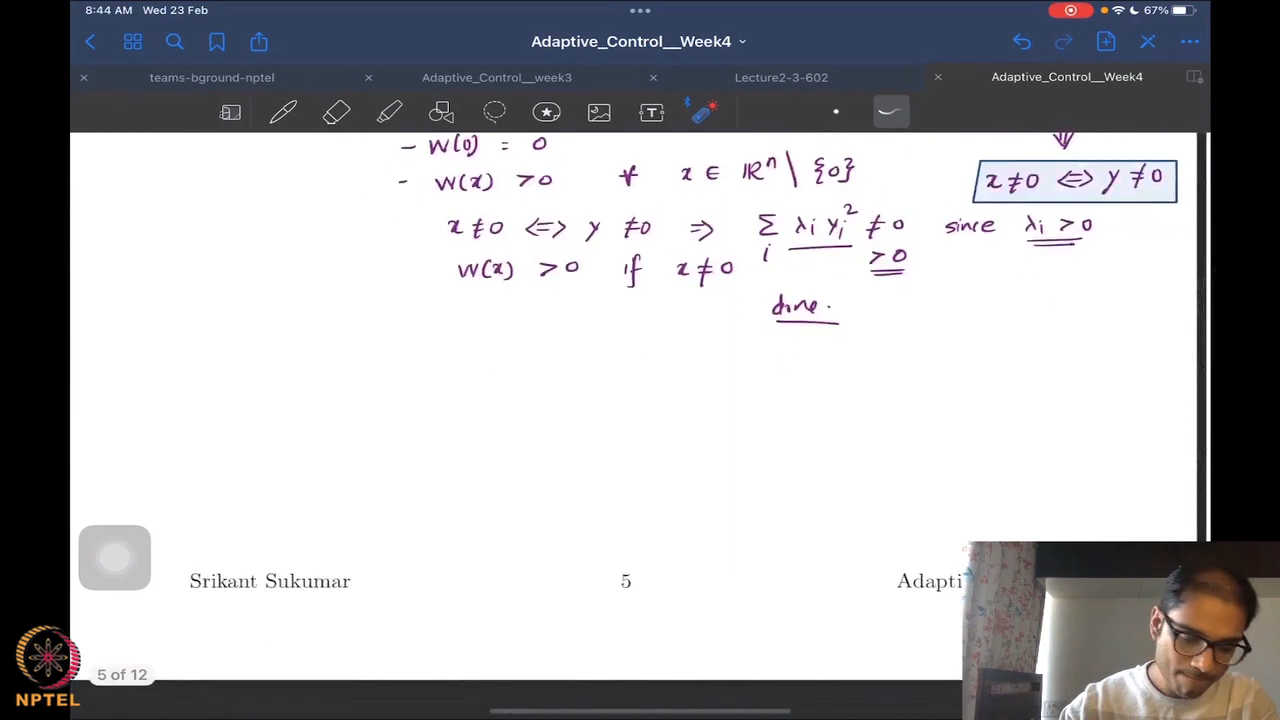 8:44 AM Wed 23 Feb
67%
Adaptive_Control__Week4
teams-bground-nptel
Adaptive_Control__week3
Lecture2-3-602
Adaptive_Control__Week4
- W(0) = 0
- W(x) > 0 ∀ x ∈ ℝⁿ \ {0}
x ≠ 0 ⇔ y ≠ 0
x ≠ 0 ⇔ y ≠ 0 ⇒ ∑ᵢ λᵢ yᵢ² ≠ 0 since λᵢ > 0
> 0
W(x) > 0 if x ≠ 0
done.
Srikant Sukumar 5 Adapti
5 of 12
NPTEL